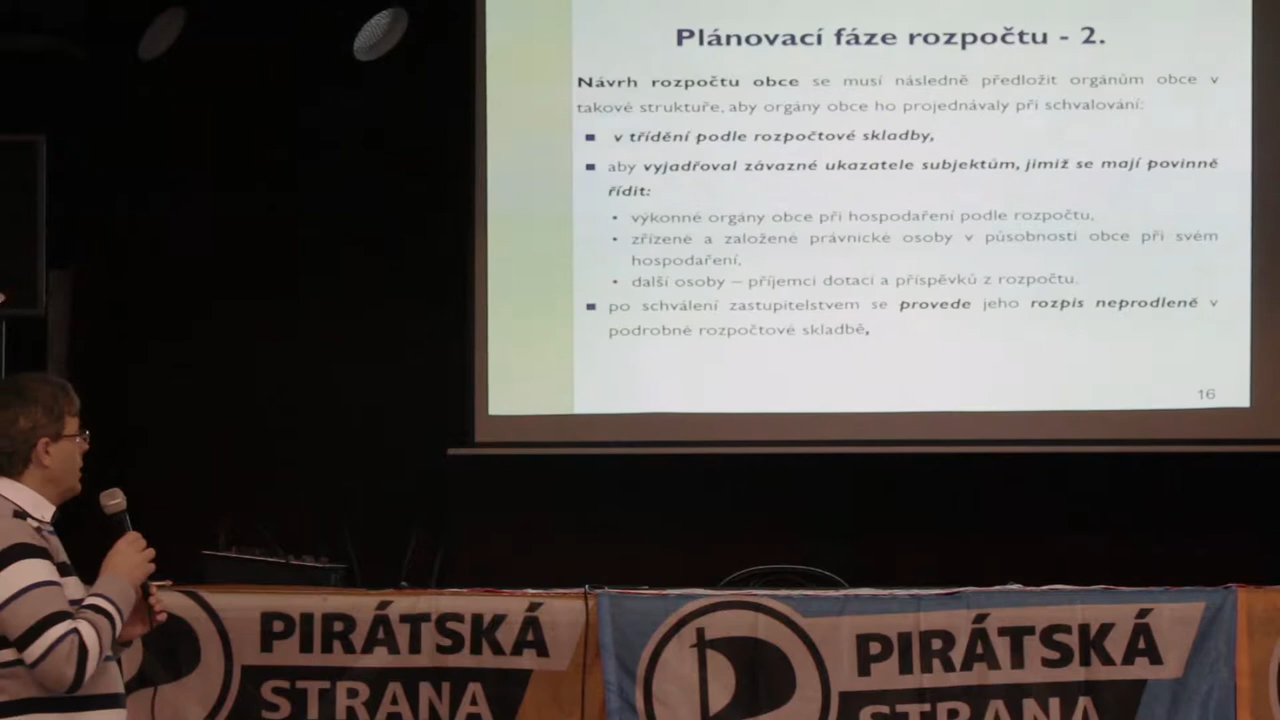 Plánovací fáze rozpočtu - 2.
Návrh rozpočtu obce se musí následně předložit orgánům obce v
takové struktuře, aby orgány obce ho projednávaly při schvalování:
v třídění podle rozpočtové skladby,
aby vyjadřoval závazné ukazatele subjektům, jimiž se mají povinně
řídit:
výkonné orgány obce při hospodaření podle rozpočtu,
zřízené a založené právnické osoby v působnosti obce při svém
hospodaření,
další osoby – příjemci dotací a příspěvků z rozpočtu.
po schválení zastupitelstvem se provede jeho rozpis neprodleně v
podrobné rozpočtové skladbě,
16
PIRÁTSKÁ
STRANA
PIRÁTSKÁ
STRANA